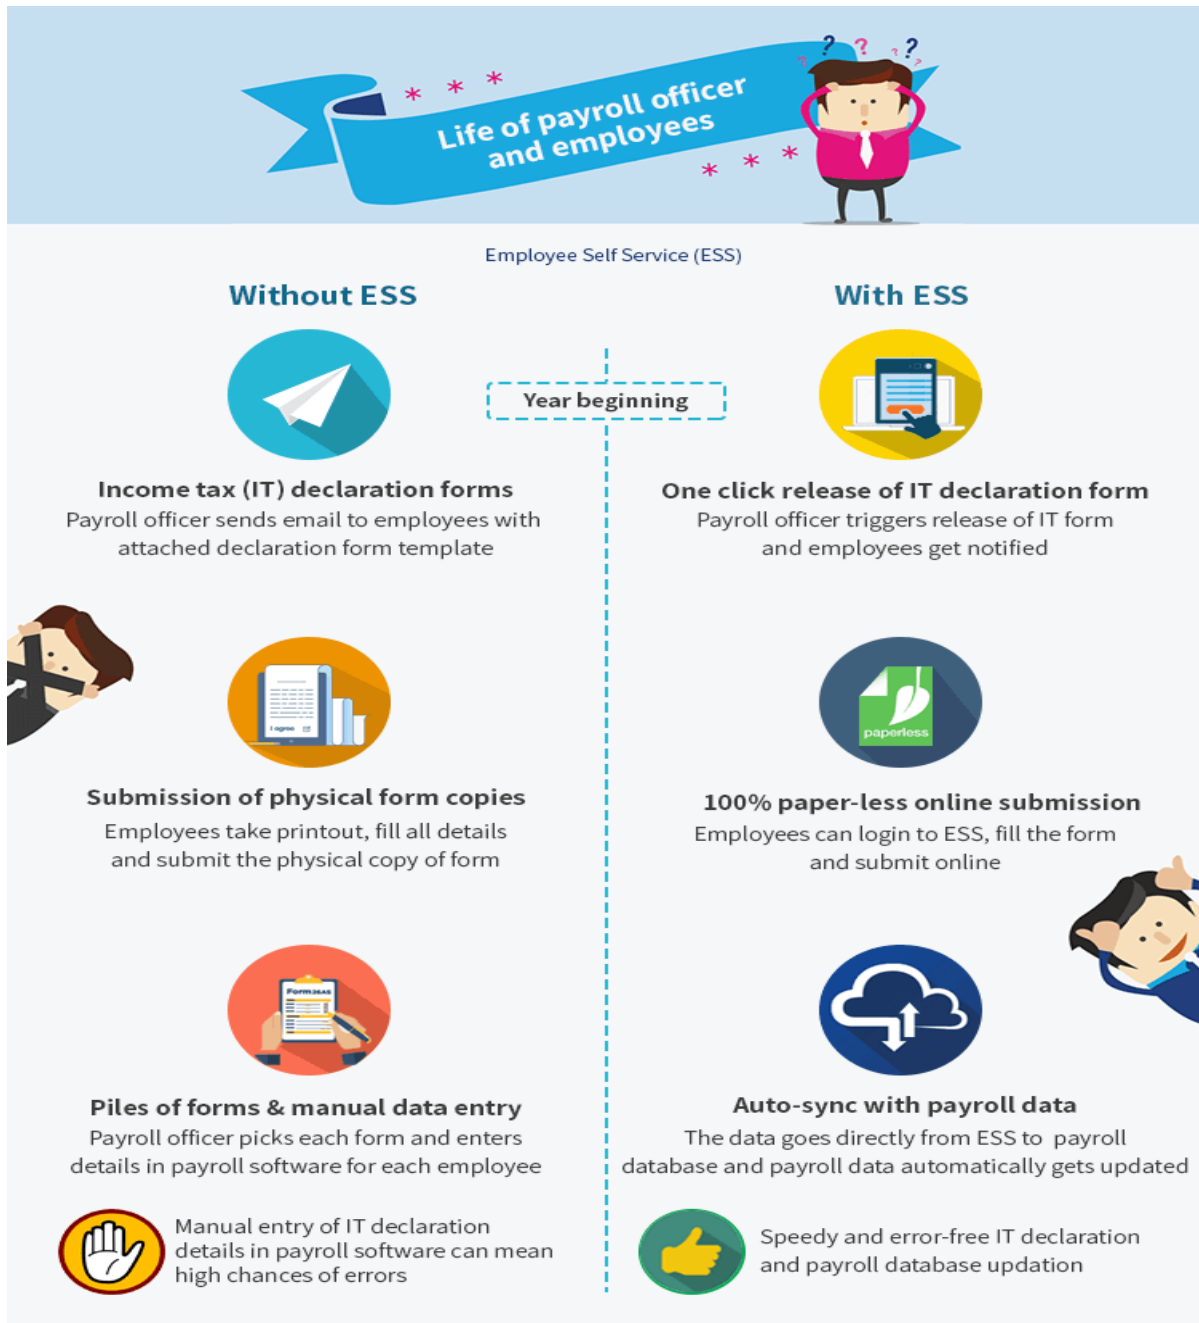 Life of payroll officer
and employees
Employee Self Service (ESS)
Without ESS
With ESS
Year beginning
Income tax (IT) declaration forms
Payroll officer sends email to employees with
attached declaration form template
One click release of IT declaration form
Payroll officer triggers release of IT form
and employees get notified
I agree
Submission of physical form copies
Employees take printout, fill all details
and submit the physical copy of form
paperless
100% paper-less online submission
Employees can login to ESS, fill the form
and submit online
Form26AS
Piles of forms & manual data entry
Payroll officer picks each form and enters
details in payroll software for each employee
Auto-sync with payroll data
The data goes directly from ESS to payroll
database and payroll data automatically gets updated
Manual entry of IT declaration
details in payroll software can mean
high chances of errors
Speedy and error-free IT declaration
and payroll database updation